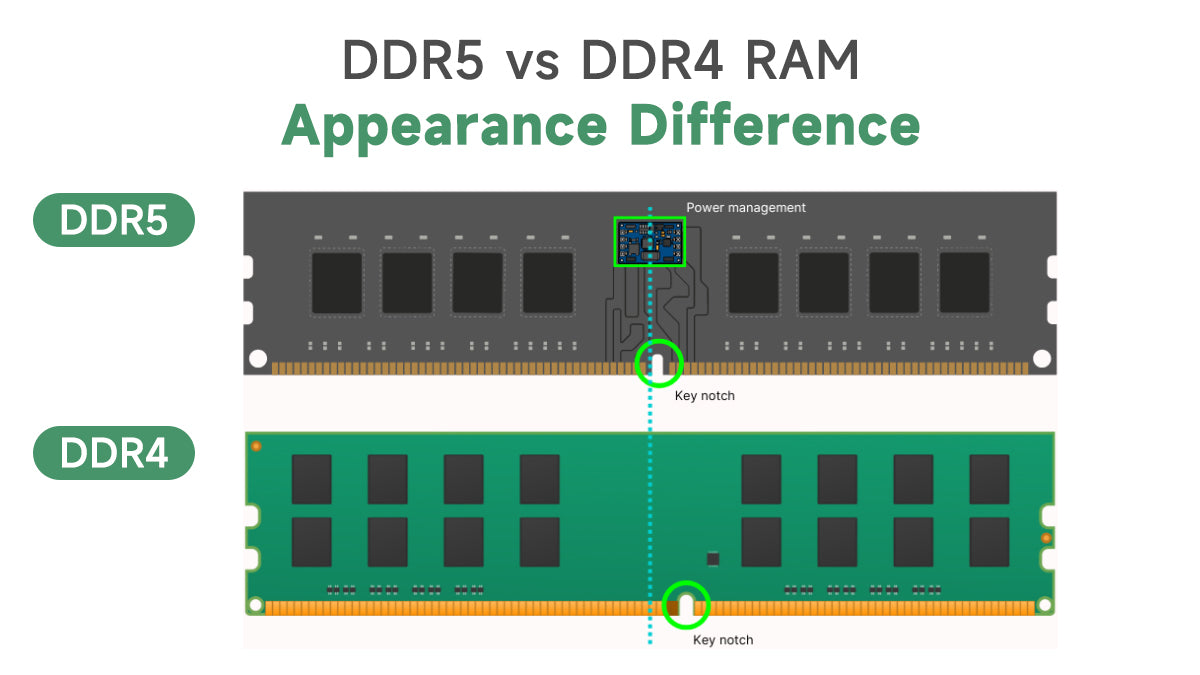 DDR5 vs DDR4 RAM
Appearance Difference
DDR5
Power management
Key notch
DDR4
Key notch